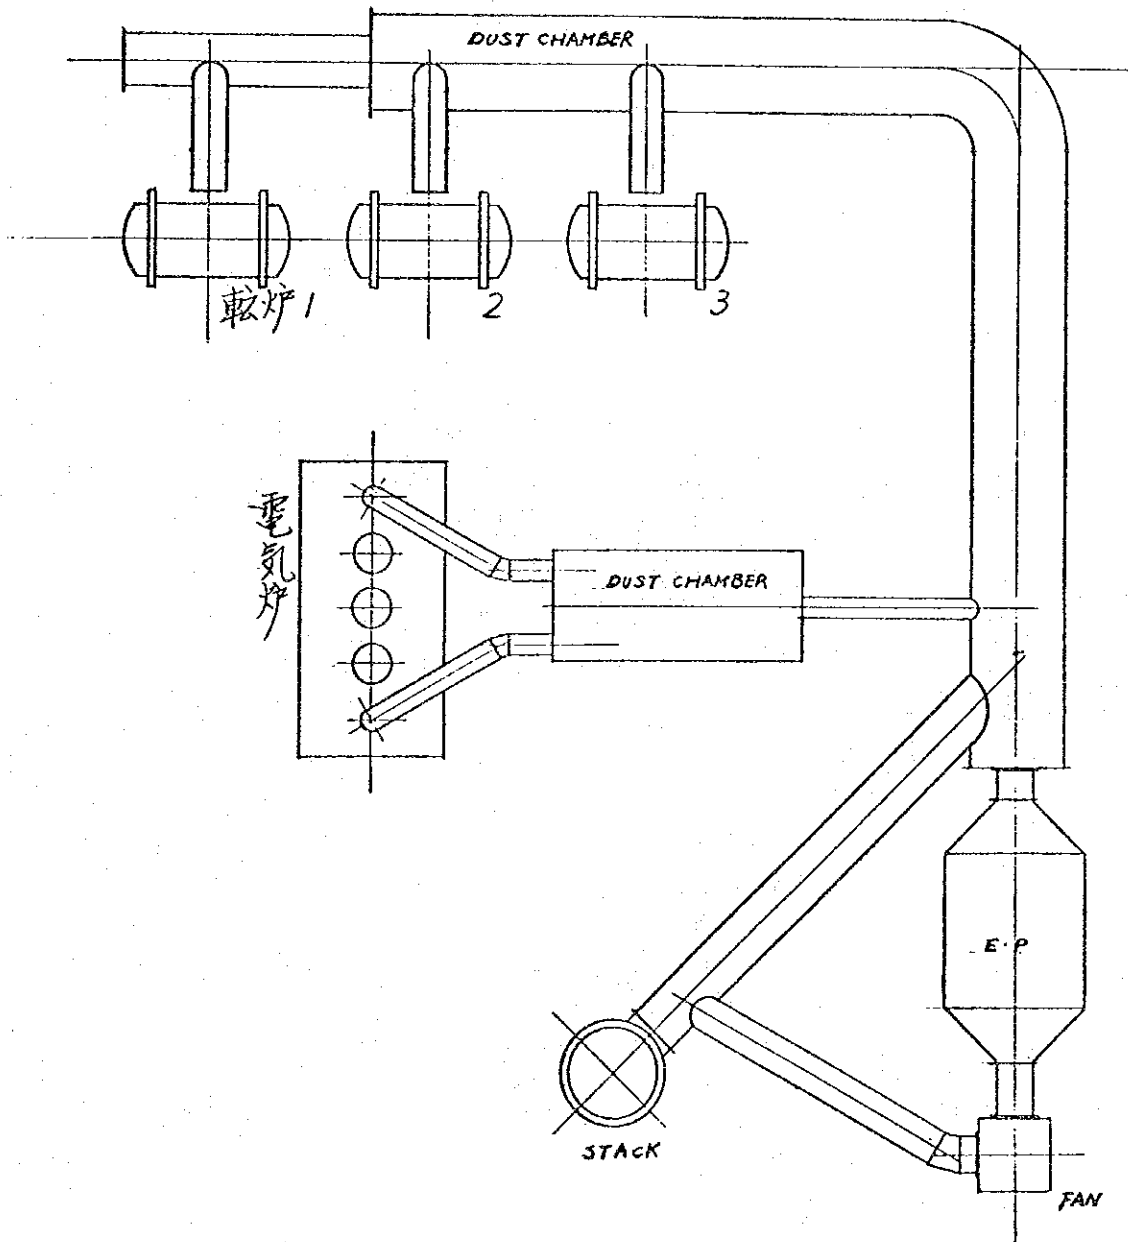 DUST CHAMBER
転炉1
2
3
電気炉
DUST CHAMBER
E・P
STACK
FAN